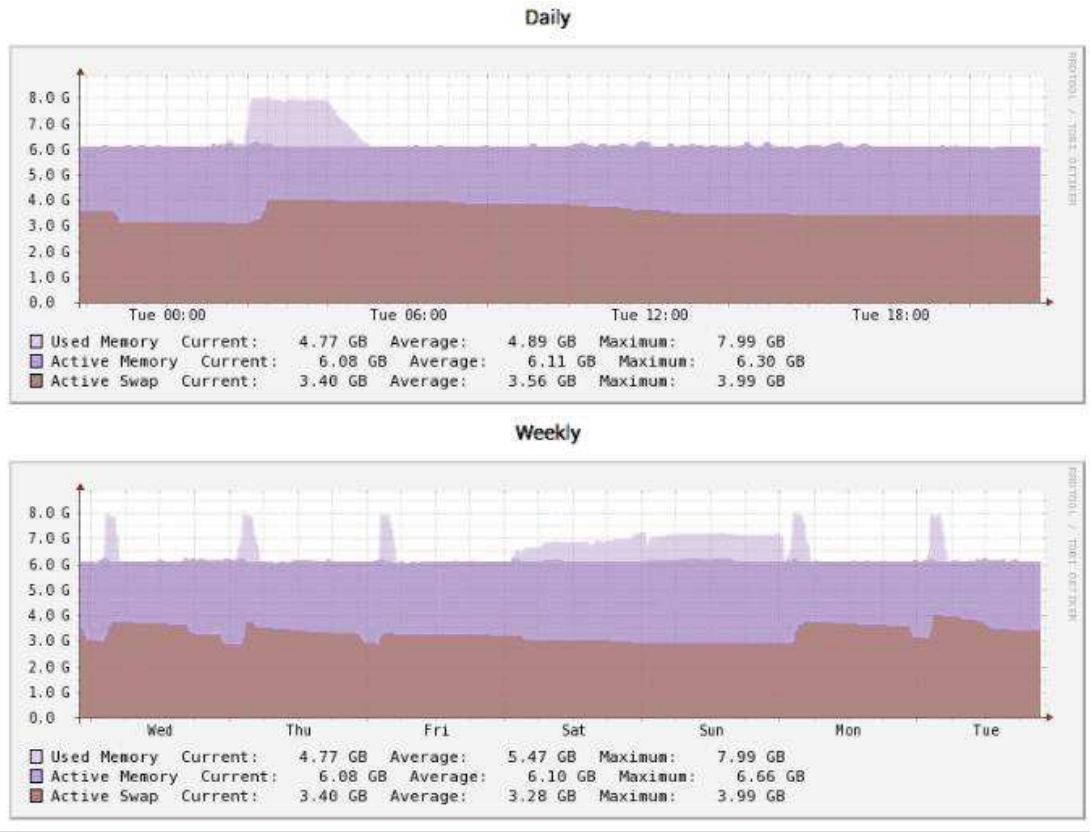 Daily
RRDTOOL / TOBI OETIKER
8.0 G
7.0 G
6.0 G
5.0 G
4.0 G
3.0 G
2.0 G
1.0 G
0.0
Tue 00:00 Tue 06:00 Tue 12:00 Tue 18:00
Used Memory Current: 4.77 GB Average: 4.89 GB Maximum: 7.99 GB
Active Memory Current: 6.08 GB Average: 6.11 GB Maximum: 6.30 GB
Active Swap Current: 3.40 GB Average: 3.56 GB Maximum: 3.99 GB
Weekly
RRDTOOL / TOBI OETIKER
8.0 G
7.0 G
6.0 G
5.0 G
4.0 G
3.0 G
2.0 G
1.0 G
0.0
Wed Thu Fri Sat Sun Mon Tue
Used Memory Current: 4.77 GB Average: 5.47 GB Maximum: 7.99 GB
Active Memory Current: 6.08 GB Average: 6.10 GB Maximum: 6.66 GB
Active Swap Current: 3.40 GB Average: 3.28 GB Maximum: 3.99 GB